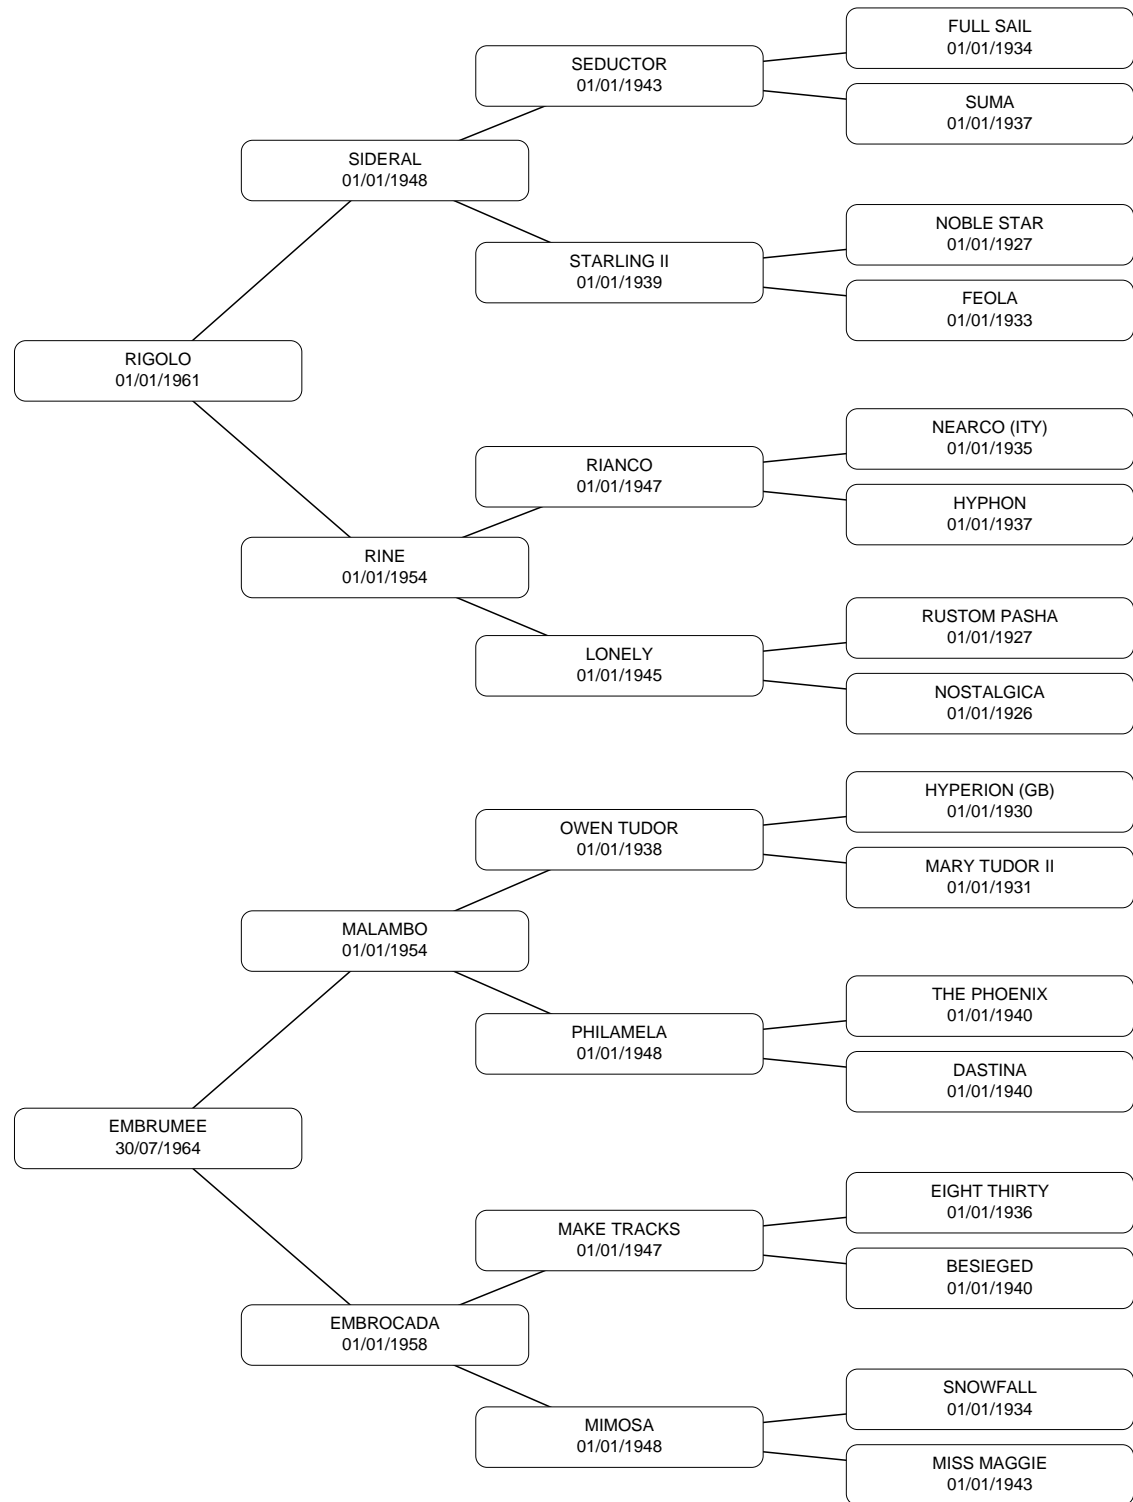 FULL SAIL
01/01/1934
SEDUCTOR
01/01/1943
SUMA
01/01/1937
SIDERAL
01/01/1948
NOBLE STAR
01/01/1927
STARLING II
01/01/1939
FEOLA
01/01/1933
RIGOLO
01/01/1961
NEARCO (ITY)
01/01/1935
RIANCO
01/01/1947
HYPHON
01/01/1937
RINE
01/01/1954
RUSTOM PASHA
01/01/1927
LONELY
01/01/1945
NOSTALGICA
01/01/1926
HYPERION (GB)
01/01/1930
OWEN TUDOR
01/01/1938
MARY TUDOR II
01/01/1931
MALAMBO
01/01/1954
THE PHOENIX
01/01/1940
PHILAMELA
01/01/1948
DASTINA
01/01/1940
EMBRUMEE
30/07/1964
EIGHT THIRTY
01/01/1936
MAKE TRACKS
01/01/1947
BESIEGED
01/01/1940
EMBROCADA
01/01/1958
SNOWFALL
01/01/1934
MIMOSA
01/01/1948
MISS MAGGIE
01/01/1943